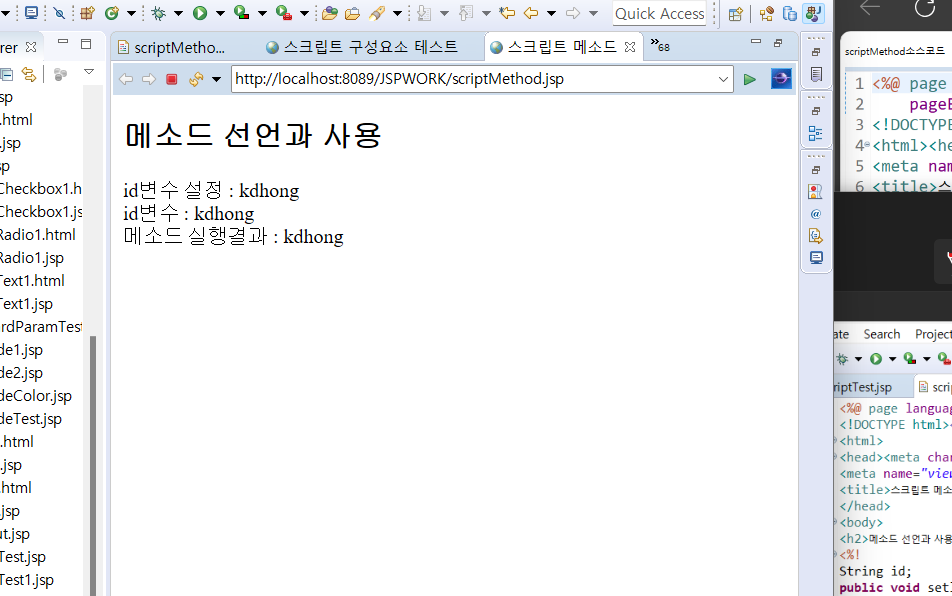 Quick Access
rer
scriptMetho...
스크립트 구성요소 테스트
스크립트 메소드
»68
http://localhost:8089/JSPWORK/scriptMethod.jsp
메소드 선언과 사용
id변수 설정 : kdhong
id변수 : kdhong
메소드 실행결과 : kdhong
sp
.html
.jsp
sp
Checkbox1.h
Checkbox1.js
Radio1.html
Radio1.jsp
Text1.html
Text1.jsp
rdParamTest
de1.jsp
de2.jsp
deColor.jsp
deTest.jsp
.html
.jsp
.html
.jsp
ut.jsp
Test.jsp
Test1.jsp
scriptMethod소스코드
1 <%@ page
2 pageE
3 <!DOCTYPE
4 <html><he
5 <meta nam
6 <title>스
ate Search Project
riptTest.jsp
scri
<%@ page languag
<!DOCTYPE html><
<html>
<head><meta char
<meta name="view
<title>스크립트 메소
</head>
<body>
<h2>메소드 선언과 사용
<%!
String id;
public void setI